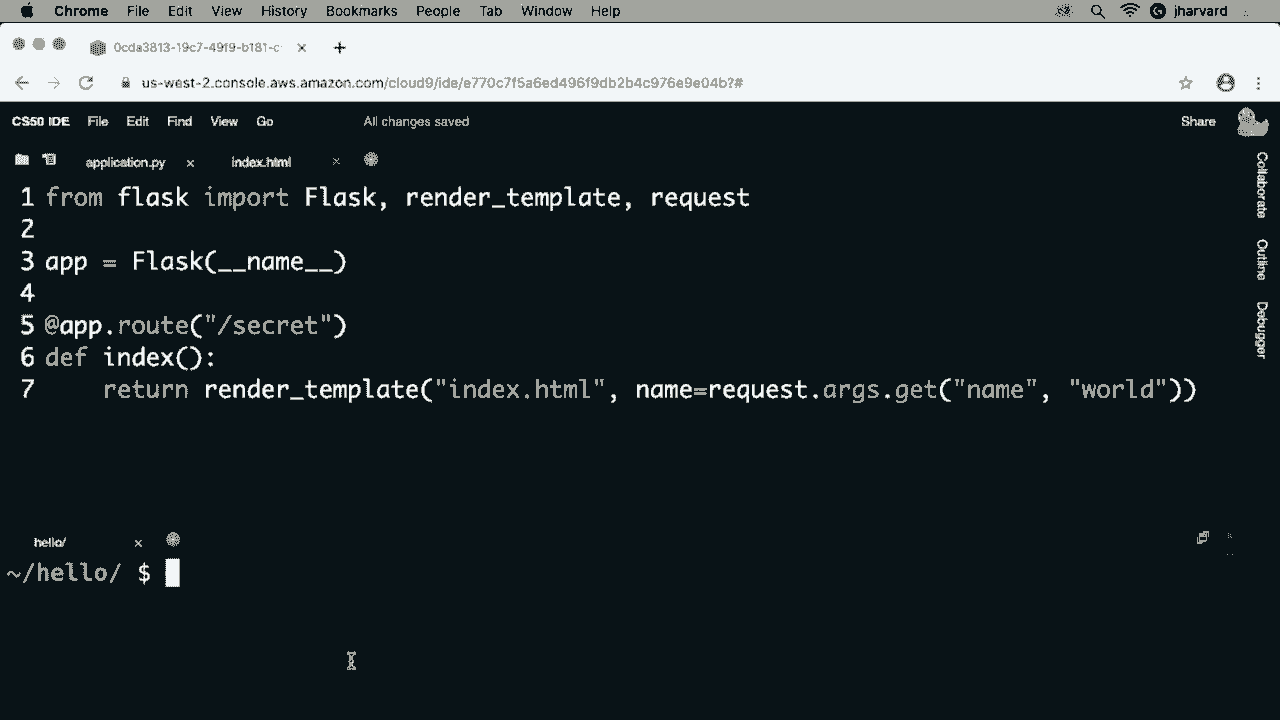 Chrome File Edit View History Bookmarks People Tab Window Help jharvard
0cda3813-19c7-49f9-b181-c
us-west-2.console.aws.amazon.com/cloud9/ide/e770c7f5a6ed496f9db2b4c976e9e04b?#
CS50 IDE File Edit Find View Go All changes saved Share
application.py index.html
1 from flask import Flask, render_template, request
2
3 app = Flask(__name__)
4
5 @app.route("/secret")
6 def index():
7 return render_template("index.html", name=request.args.get("name", "world"))
Collaborate
Outline
Debugger
hello/
~/hello/ $